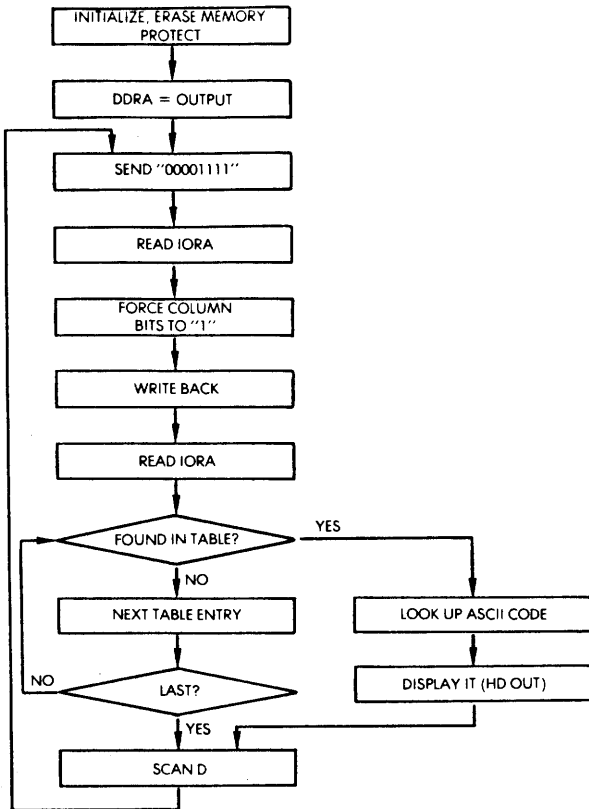 INITIALIZE, ERASE MEMORY
PROTECT
DDRA = OUTPUT
SEND "00001111"
READ IORA
FORCE COLUMN
BITS TO "1"
WRITE BACK
READ IORA
FOUND IN TABLE?
YES
NO
NEXT TABLE ENTRY
LOOK UP ASCII CODE
NO
LAST?
DISPLAY IT (HD OUT)
YES
SCAN D